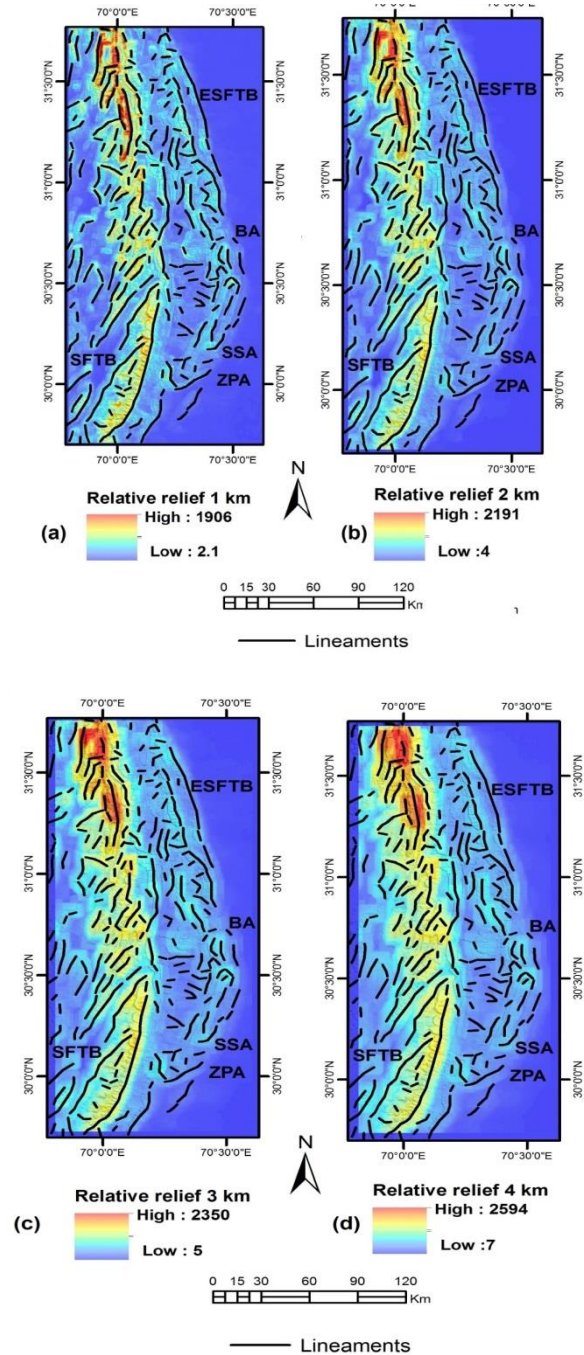 70°0'0"E 70°30'0"E
31°30'0"N
31°0'0"N
30°30'0"N
30°0'0"N
ESFTB
BA
SSA
SFTB
ZPA
70°0'0"E 70°30'0"E
Relative relief 1 km
High : 1906
Low : 2.1
(a)
70°0'0"E
31°30'0"N
31°0'0"N
30°30'0"N
30°0'0"N
ESFTB
BA
SSA
SFTB
ZPA
70°0'0"E 70°30'0"E
Relative relief 2 km
High : 2191
Low :4
(b)
N
0 15 30 60 90 120
Km
Lineaments
70°0'0"E 70°30'0"E
31°30'0"N
31°0'0"N
30°30'0"N
30°0'0"N
ESFTB
BA
SSA
SFTB
ZPA
70°0'0"E 70°30'0"E
Relative relief 3 km
High : 2350
Low : 5
(c)
70°0'0"E 70°30'0"E
31°30'0"N
31°0'0"N
30°30'0"N
30°0'0"N
ESFTB
BA
SSA
SFTB
ZPA
70°0'0"E 70°30'0"E
Relative relief 4 km
High : 2594
Low :7
(d)
N
0 15 30 60 90 120
Km
Lineaments